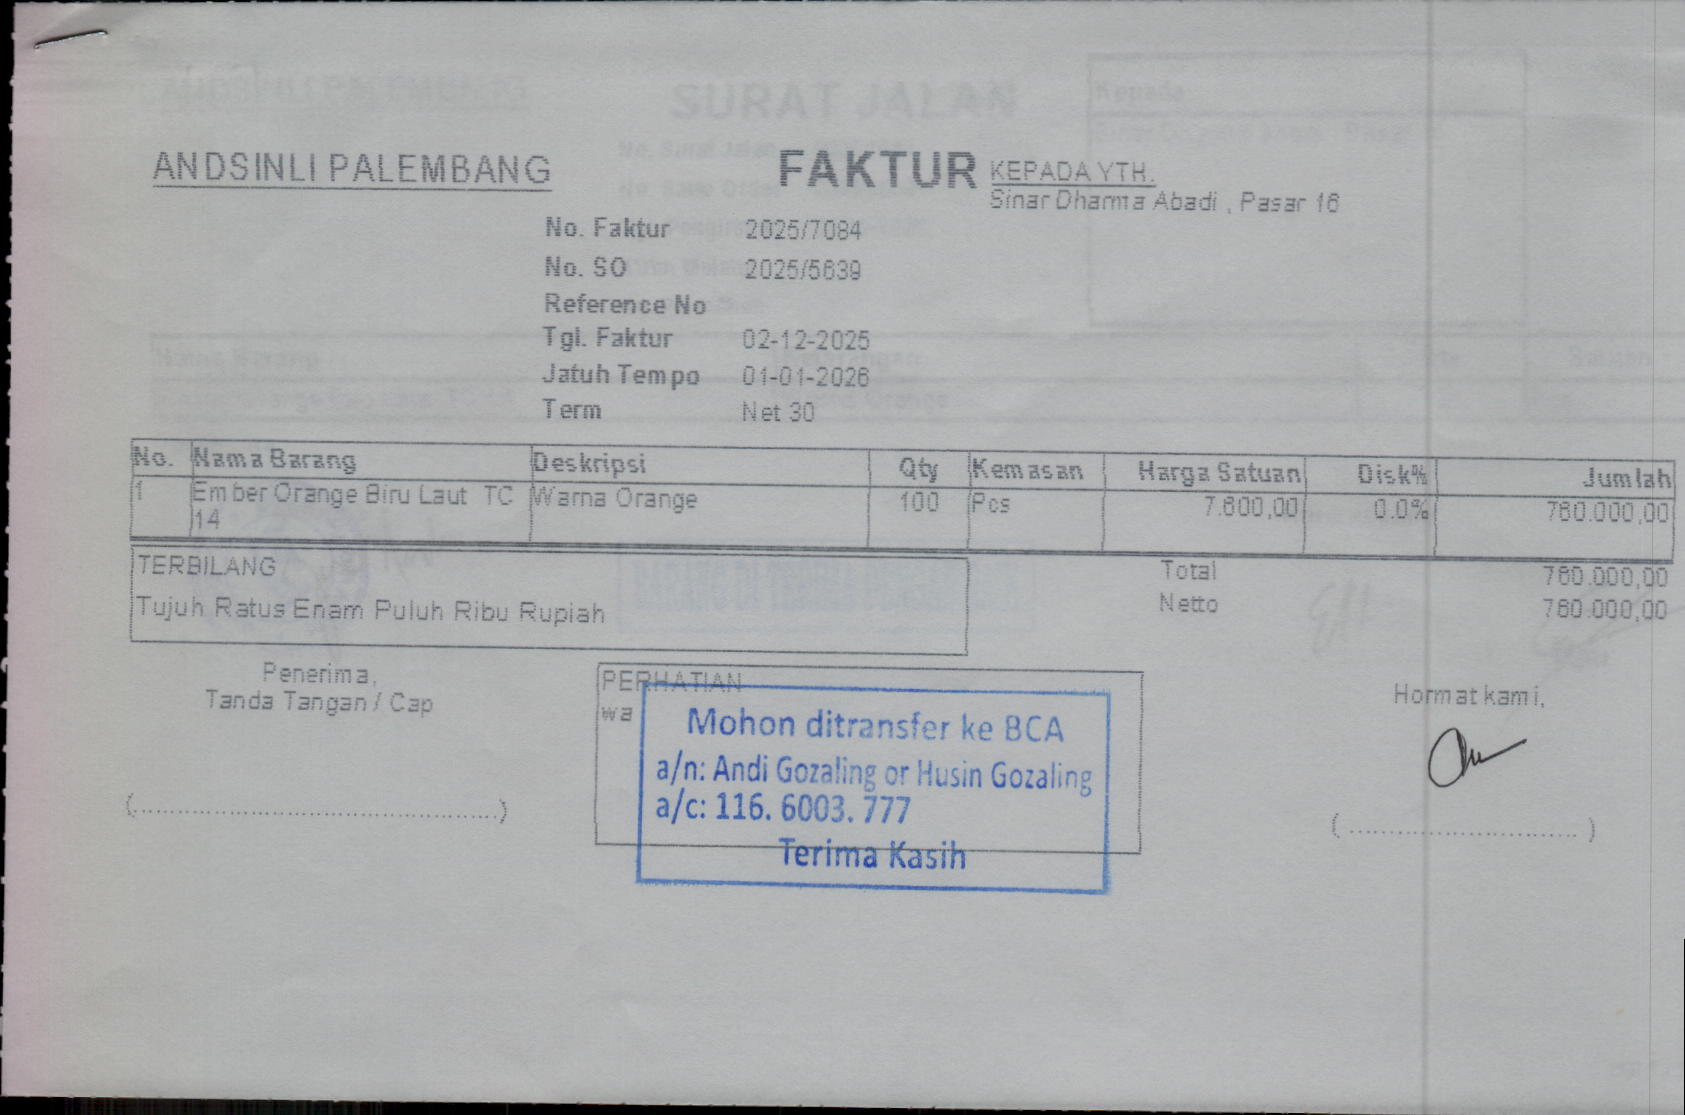 ANDSINLI PALEMBANG
FAKTUR
KEPADA YTH.
Sinar Dharma Abadi , Pasar 16
No. Faktur 2025/7084
No. SO 2025/5639
Reference No
Tgl. Faktur 02-12-2025
Jatuh Tempo 01-01-2026
Term Net 30
No. Nama Barang Deskripsi Qty Kemasan Harga Satuan Disk% Jumlah
1 Ember Orange Biru Laut TC Warna Orange 100 Pcs 7.600,00 0.0% 760.000,00
14
TERBILANG
Tujuh Ratus Enam Puluh Ribu Rupiah
Total 760.000,00
Netto 760.000,00
Penerima,
Tanda Tangan / Cap
(................................................)
PERHATIAN
wa
Mohon ditransfer ke BCA
a/n: Andi Gozaling or Husin Gozaling
a/c: 116. 6003. 777
Terima Kasih
Hormat kami,
(..............................)
SURAT JALAN
Kepada